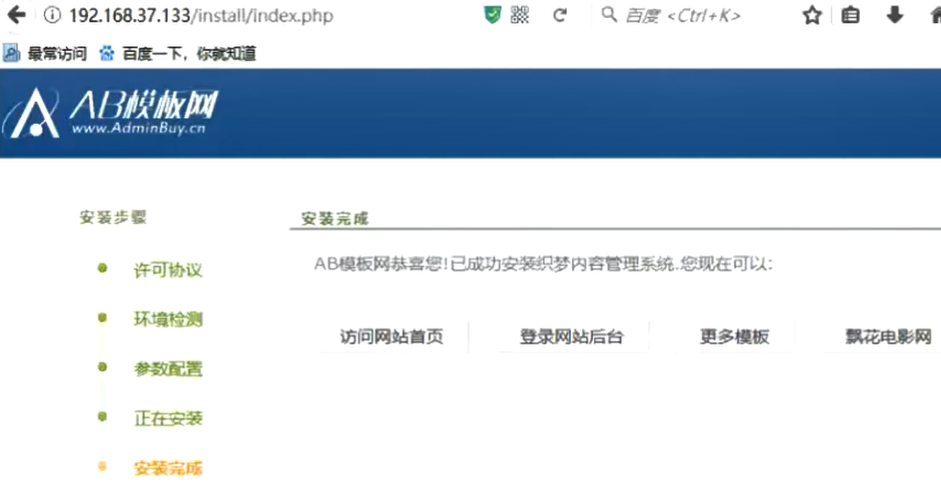 192.168.37.133/install/index.php
百度 <Ctrl+K>
最常访问 百度一下，你就知道
AB模板网
www.AdminBuy.cn
安装步骤
安装完成
许可协议
AB模板网恭喜您!已成功安装织梦内容管理系统.您现在可以:
环境检测
访问网站首页 登录网站后台 更多模板 飘花电影网
参数配置
正在安装
安装完成